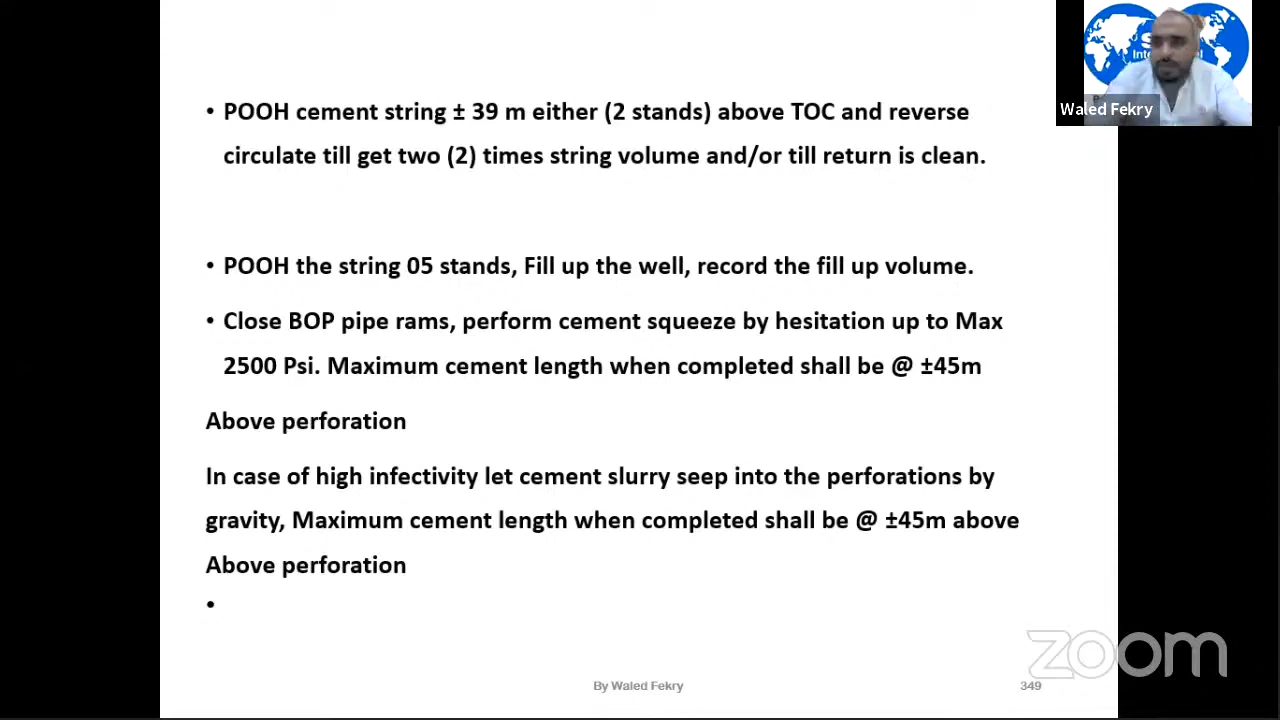 • POOH cement string ± 39 m either (2 stands) above TOC and reverse
circulate till get two (2) times string volume and/or till return is clean.
• POOH the string 05 stands, Fill up the well, record the fill up volume.
• Close BOP pipe rams, perform cement squeeze by hesitation up to Max
2500 Psi. Maximum cement length when completed shall be @ ±45m
Above perforation
In case of high infectivity let cement slurry seep into the perforations by
gravity, Maximum cement length when completed shall be @ ±45m above
Above perforation
•
By Waled Fekry
349
Waled Fekry
zoom